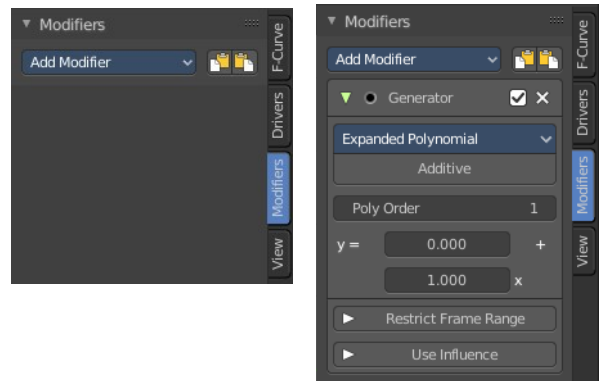 Modifiers
Add Modifier
F-Curve
Drivers
Modifiers
View
Modifiers
Add Modifier
Generator
Expanded Polynomial
Additive
Poly Order 1
y = 0.000 +
1.000 x
Restrict Frame Range
Use Influence
F-Curve
Drivers
Modifiers
View